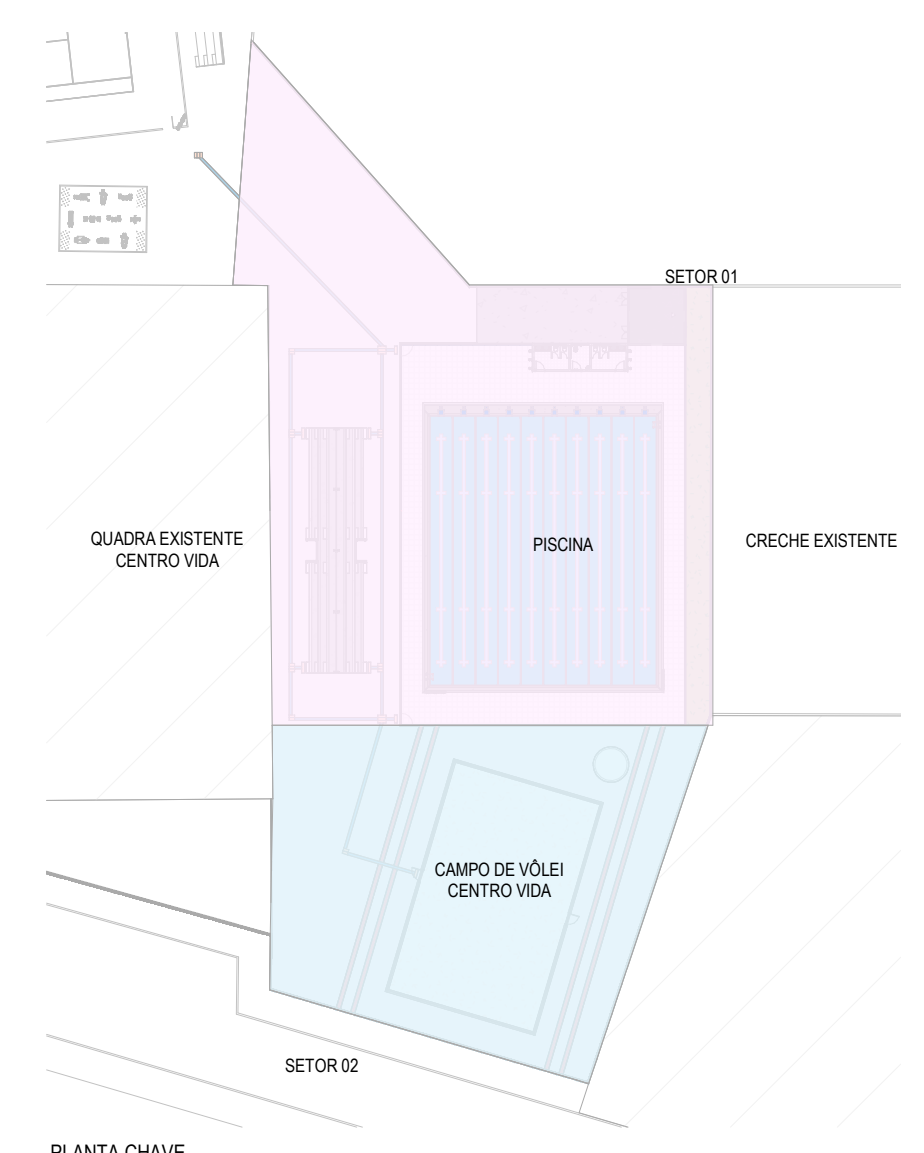 SETOR 01
QUADRA EXISTENTE
CENTRO VIDA
PISCINA
CRECHE EXISTENTE
CAMPO DE VÔLEI
CENTRO VIDA
SETOR 02
PLANTA CHAVE